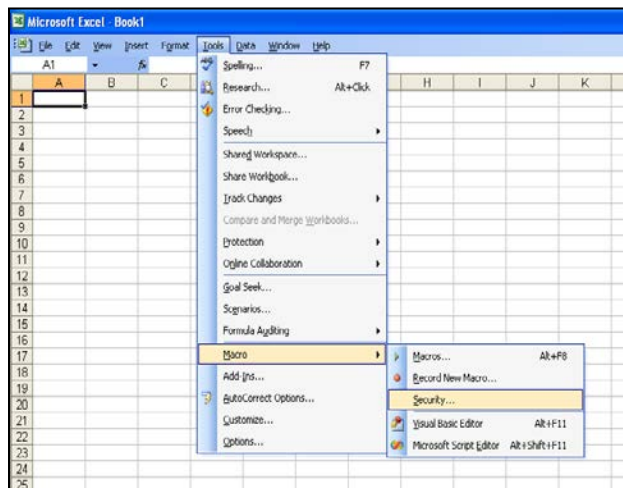 Microsoft Excel - Book1
File Edit View Insert Format Tools Data Window Help
A1 fx
A B C H I J K
1
2
3
4
5
6
7
8
9
10
11
12
13
14
15
16
17
18
19
20
21
22
23
24
25
Spelling... F7
Research... Alt+Click
Error Checking...
Speech
Shared Workspace...
Share Workbook...
Track Changes
Compare and Merge Workbooks...
Protection
Online Collaboration
Goal Seek...
Scenarios...
Formula Auditing
Macro
Add-Ins...
AutoCorrect Options...
Customize...
Options...
Macros... Alt+F8
Record New Macro...
Security...
Visual Basic Editor Alt+F11
Microsoft Script Editor Alt+Shift+F11